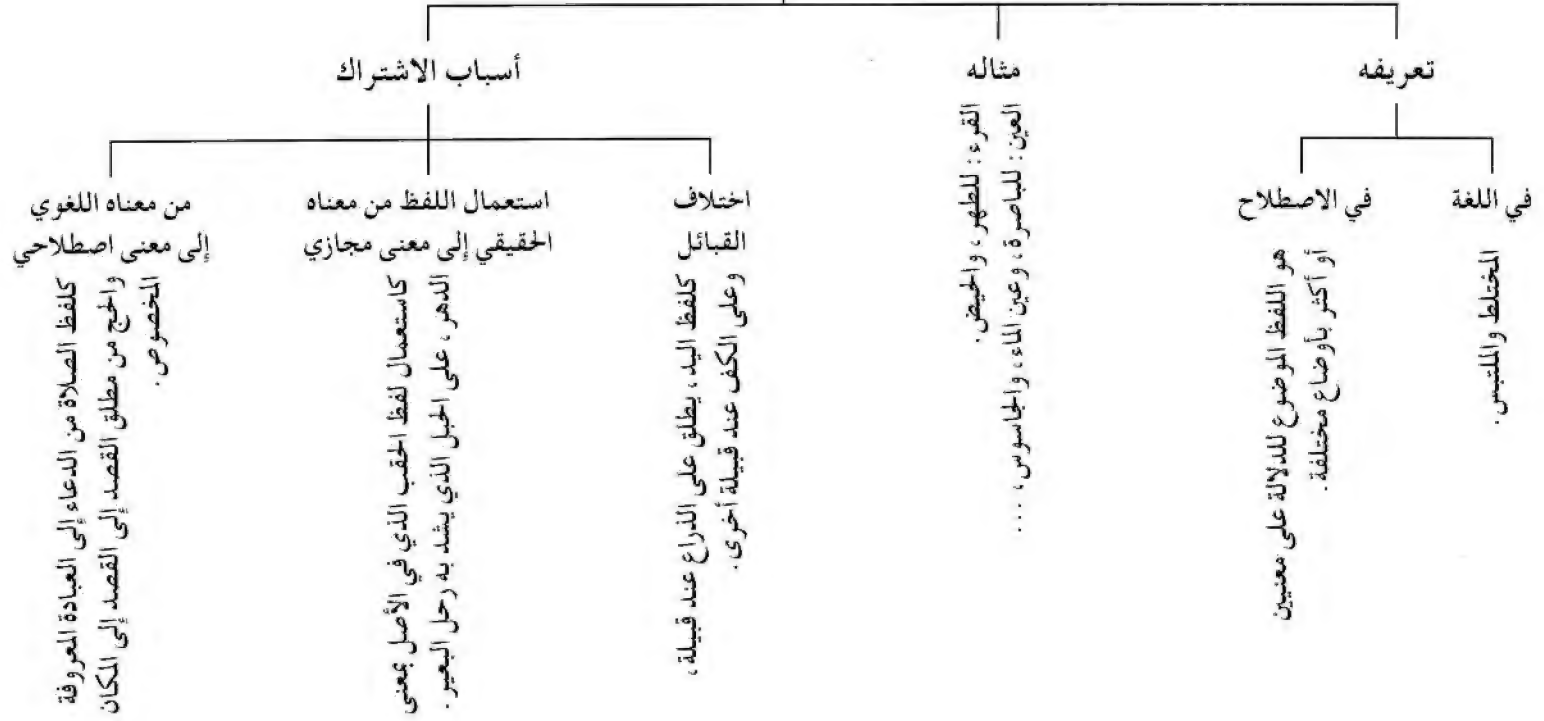 تعريفه
في اللغة
المختلط والملتبس.
في الاصطلاح
هو اللفظ الموضوع للدلالة على معنيين
أو أكثر بأوضاع مختلفة.
مثاله
العين: للباصرة، وعين الماء، والجاسوس، ....
القرء: للطهر، والحيض.
أسباب الاشتراك
اختلاف
القبائل
كلفظ اليد، يطلق على الذراع عند قبيلة،
وعلى الكف عند قبيلة أخرى.
استعمال اللفظ من معناه
الحقيقي إلى معنى مجازي
كاستعمال لفظ الحقب الذي في الأصل بمعنى
الدهر، على الحبل الذي يشد به رحل البعير.
من معناه اللغوي
إلى معنى اصطلاحي
كلفظ الصلاة من الدعاء إلى العبادة المعروفة
والحج من مطلق القصد إلى القصد إلى المكان
المخصوص.